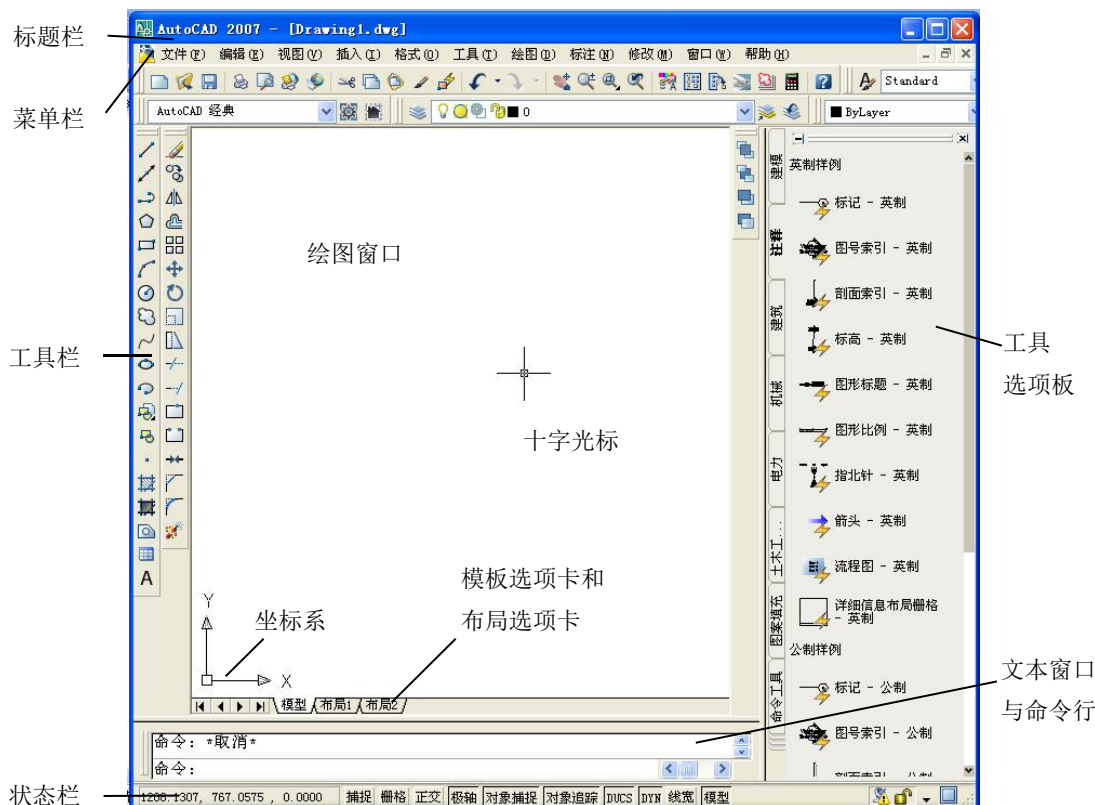 标题栏
AutoCAD 2007 - [Drawing1.dwg]
文件(F) 编辑(E) 视图(V) 插入(I) 格式(O) 工具(T) 绘图(D) 标注(N) 修改(M) 窗口(W) 帮助(H)
菜单栏
Standard
AutoCAD 经典
0
ByLayer
建模
注释
建筑
机械
电力
土木工...
图案填充
命令工具
英制样例
标记 - 英制
图号索引 - 英制
剖面索引 - 英制
标高 - 英制
图形标题 - 英制
图形比例 - 英制
指北针 - 英制
箭头 - 英制
流程图 - 英制
详细信息布局栅格
- 英制
公制样例
标记 - 公制
图号索引 - 公制
绘图窗口
工具栏
工具
选项板
十字光标
A
模板选项卡和
布局选项卡
Y
坐标系
X
模型 布局1 布局2
文本窗口
与命令行
命令: *取消*
命令:
状态栏
1208.1307, 767.0575 , 0.0000 捕捉 栅格 正交 极轴 对象捕捉 对象追踪 DUCS DYN 线宽 模型